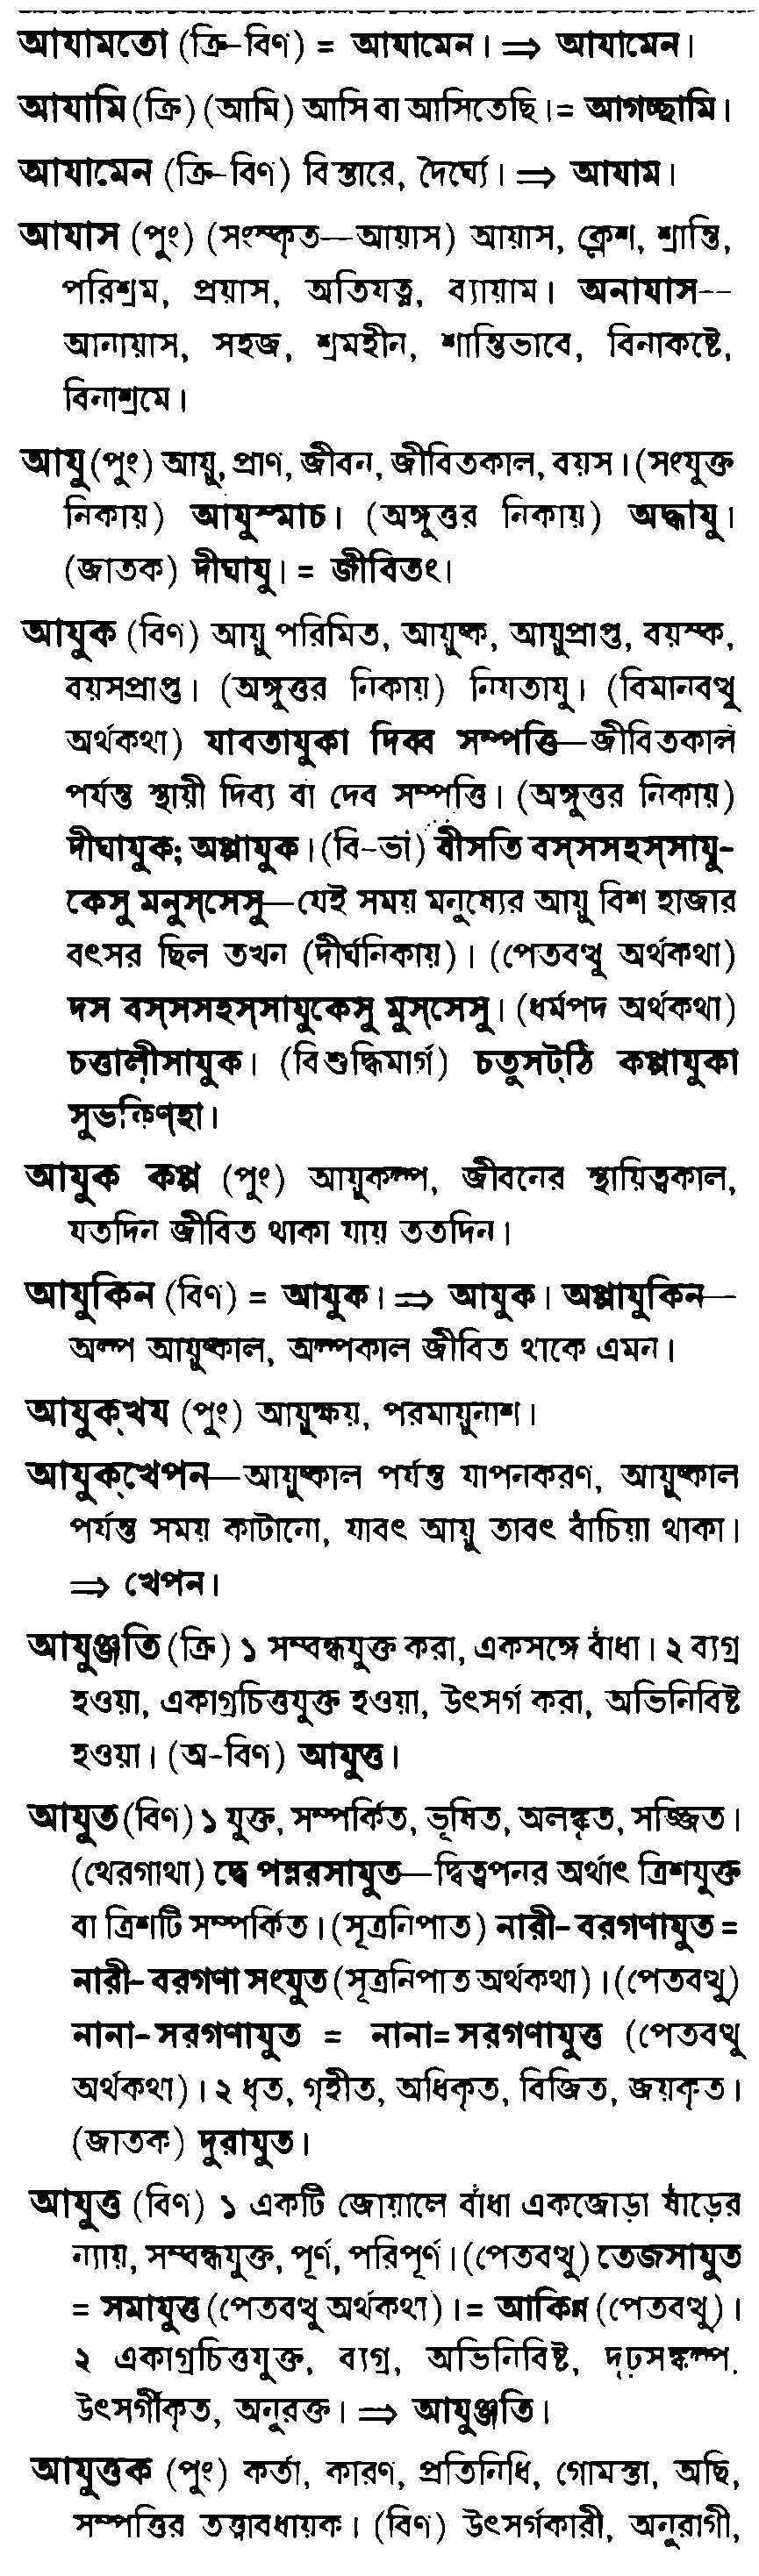 আযামতো (ক্রি-বিণ) = আযামেন। ⇒ আযামেন।
আযামি (ক্রি) (আমি) আসি বা আসিতেছি। = আগচ্ছামি।
আযামেন (ক্রি-বিণ) বিস্তারে, দৈর্ঘ্যে। ⇒ আযাম।
আযাস (পুং) (সংস্কৃত—আয়াস) আয়াস, ক্লেশ, শ্রান্তি,
পরিশ্রম, প্রয়াস, অতিযত্ন, ব্যায়াম। অনাযাস--
আনায়াস, সহজ, শ্রমহীন, শান্তিভাবে, বিনাকষ্টে,
বিনাশ্রমে।
আযু (পুং) আয়ু, প্রাণ, জীবন, জীবিতকাল, বয়স। (সংযুক্ত
নিকায়) আযুস্মাচ। (অঙ্গুত্তর নিকায়) অদ্ধাযু।
(জাতক) দীঘাযু। = জীবিতং।
আযুক (বিণ) আয়ু পরিমিত, আয়ুষ্ক, আয়ুপ্রাপ্ত, বয়স্ক,
বয়সপ্রাপ্ত। (অঙ্গুত্তর নিকায়) নিযতাযু। (বিমানবত্থু
অর্থকথা) যাবতাযুকা দিব্ব সম্পত্তি—জীবিতকাল
পর্যন্ত স্থায়ী দিব্য বা দেব সম্পত্তি। (অঙ্গুত্তর নিকায়)
দীঘাযুক; অপ্পাযুক। (বি-ভা) বীসতি বস্সসহস্সাযু-
কেসু মনুস্সেসু—যেই সময় মনুষ্যের আয়ু বিশ হাজার
বৎসর ছিল তখন (দীর্ঘনিকায়)। (পেতবত্থু অর্থকথা)
দস বস্সসহস্সাযুকেসু মুস্সেসু। (ধর্মপদ অর্থকথা)
চত্তালীসাযুক। (বিশুদ্ধিমার্গ) চতুসট্ঠি কপ্পাযুকা
সুভকিণ্হা।
আযুক কপ্প (পুং) আয়ুকল্প, জীবনের স্থায়িত্বকাল,
যতদিন জীবিত থাকা যায় ততদিন।
আযুকিন (বিণ) = আযুক। ⇒ আযুক। অপ্পাযুকিন—
অল্প আয়ুষ্কাল, অল্পকাল জীবিত থাকে এমন।
আযুক্খয (পুং) আয়ুক্ষয়, পরমায়ুনাশ।
আযুক্খেপন—আয়ুষ্কাল পর্যন্ত যাপনকরণ, আয়ুষ্কাল
পর্যন্ত সময় কাটানো, যাবৎ আয়ু তাবৎ বাঁচিয়া থাকা।
⇒ খেপন।
আযুঞ্জতি (ক্রি) ১ সম্বন্ধযুক্ত করা, একসঙ্গে বাঁধা। ২ ব্যগ্র
হওয়া, একাগ্রচিত্তযুক্ত হওয়া, উৎসর্গ করা, অভিনিবিষ্ট
হওয়া। (অ-বিণ) আযুত্ত।
আযুত (বিণ) ১ যুক্ত, সম্পর্কিত, ভূষিত, অলঙ্কৃত, সজ্জিত।
(থেরগাথা) দ্বে পন্নরসাযুত—দ্বিত্বপনর অর্থাৎ ত্রিশযুক্ত
বা ত্রিশটি সম্পর্কিত। (সূত্রনিপাত) নারী-বরগণাযুত =
নারী-বরগণা সংযুত (সূত্রনিপাত অর্থকথা)। (পেতবত্থু)
নানা-সরগণাযুত = নানা=সরগণাযুত্ত (পেতবত্থু
অর্থকথা)। ২ ধৃত, গৃহীত, অধিকৃত, বিজিত, জয়কৃত।
(জাতক) দুরাযুত।
আযুত্ত (বিণ) ১ একটি জোয়ালে বাঁধা একজোড়া ষাঁড়ের
ন্যায়, সম্বন্ধযুক্ত, পূর্ণ, পরিপূর্ণ। (পেতবত্থু) তেজসাযুত
= সমাযুত্ত (পেতবত্থু অর্থকথা)। = আকিন্ন (পেতবত্থু)।
২ একাগ্রচিত্তযুক্ত, ব্যগ্র, অভিনিবিষ্ট, দৃঢ়সঙ্কল্প,
উৎসর্গীকৃত, অনুরক্ত। ⇒ আযুঞ্জতি।
আযুত্তক (পুং) কর্তা, কারণ, প্রতিনিধি, গোমস্তা, অছি,
সম্পত্তির তত্ত্বাবধায়ক। (বিণ) উৎসর্গকারী, অনুরাগী,